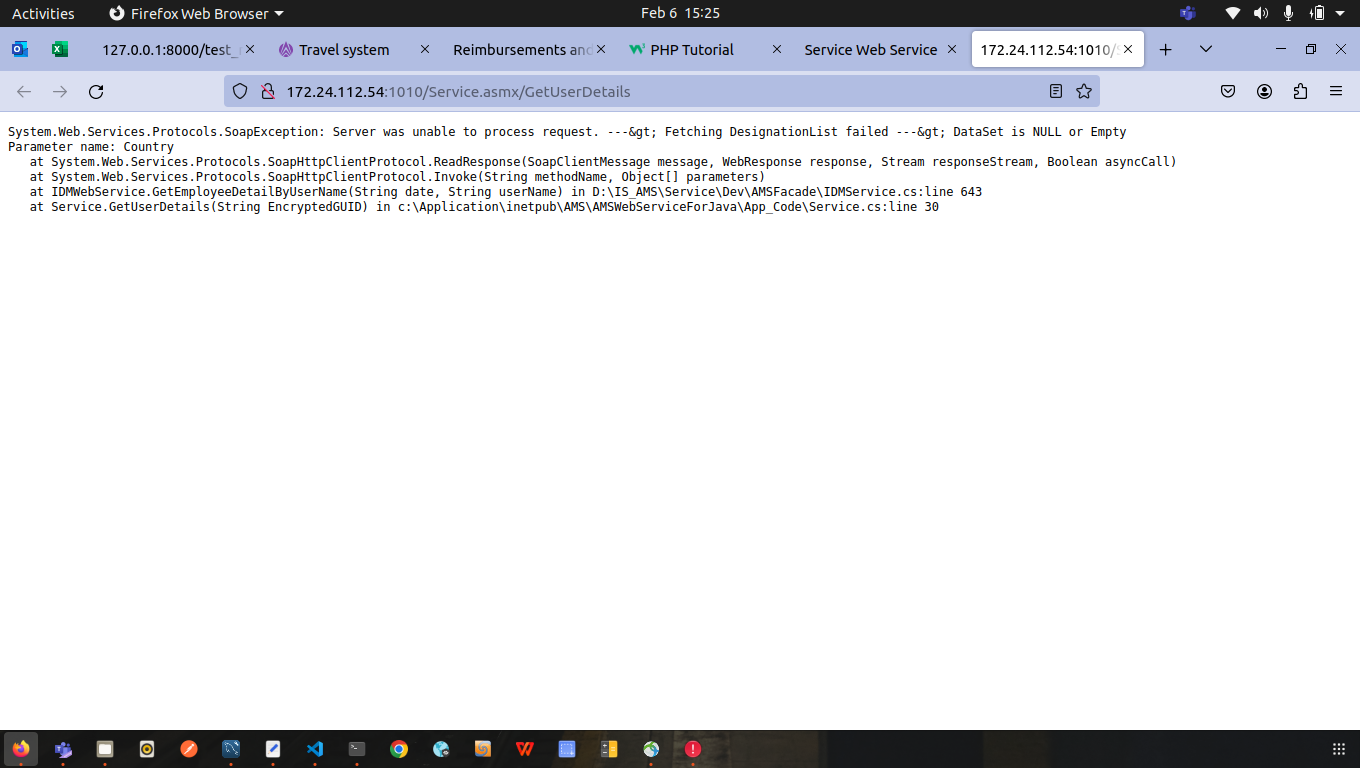 Activities
Firefox Web Browser
Feb 6 15:25
127.0.0.1:8000/test_
Travel system
Reimbursements and
PHP Tutorial
Service Web Service
172.24.112.54:1010/S
172.24.112.54:1010/Service.asmx/GetUserDetails
System.Web.Services.Protocols.SoapException: Server was unable to process request. ---&gt; Fetching DesignationList failed ---&gt; DataSet is NULL or Empty
Parameter name: Country
at System.Web.Services.Protocols.SoapHttpClientProtocol.ReadResponse(SoapClientMessage message, WebResponse response, Stream responseStream, Boolean asyncCall)
at System.Web.Services.Protocols.SoapHttpClientProtocol.Invoke(String methodName, Object[] parameters)
at IDMWebService.GetEmployeeDetailByUserName(String date, String userName) in D:\IS_AMS\Service\Dev\AMSFacade\IDMService.cs:line 643
at Service.GetUserDetails(String EncryptedGUID) in c:\Application\inetpub\AMS\AMSWebServiceForJava\App_Code\Service.cs:line 30